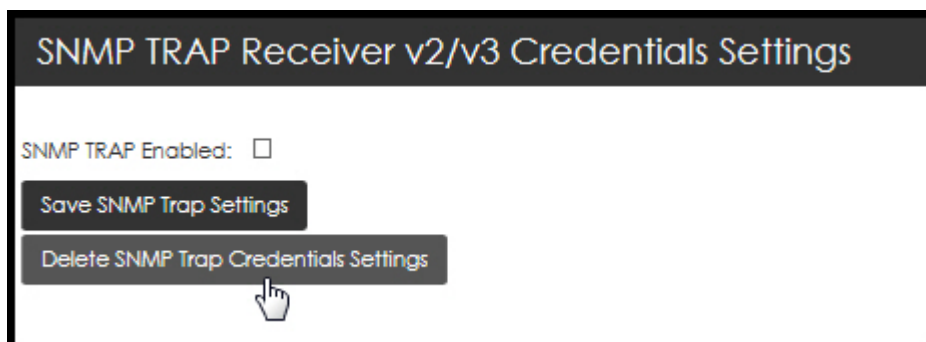 SNMP TRAP Receiver v2/v3 Credentials Settings
SNMP TRAP Enabled:
Save SNMP Trap Settings
Delete SNMP Trap Credentials Settings